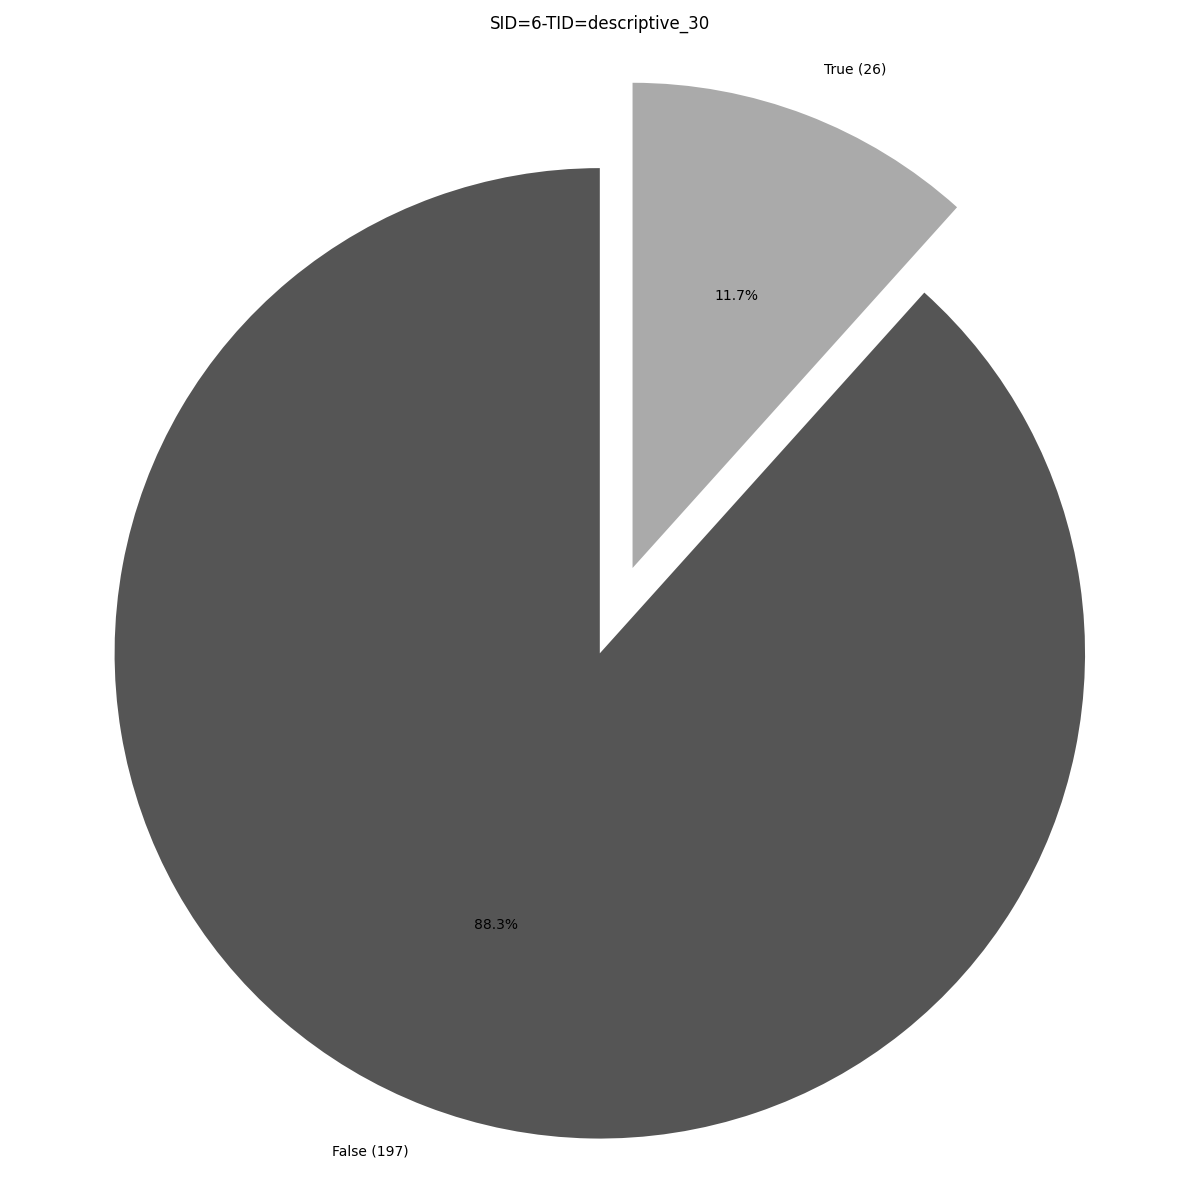 SID=6-TID=descriptive_30
True (26)
11.7%
88.3%
False (197)